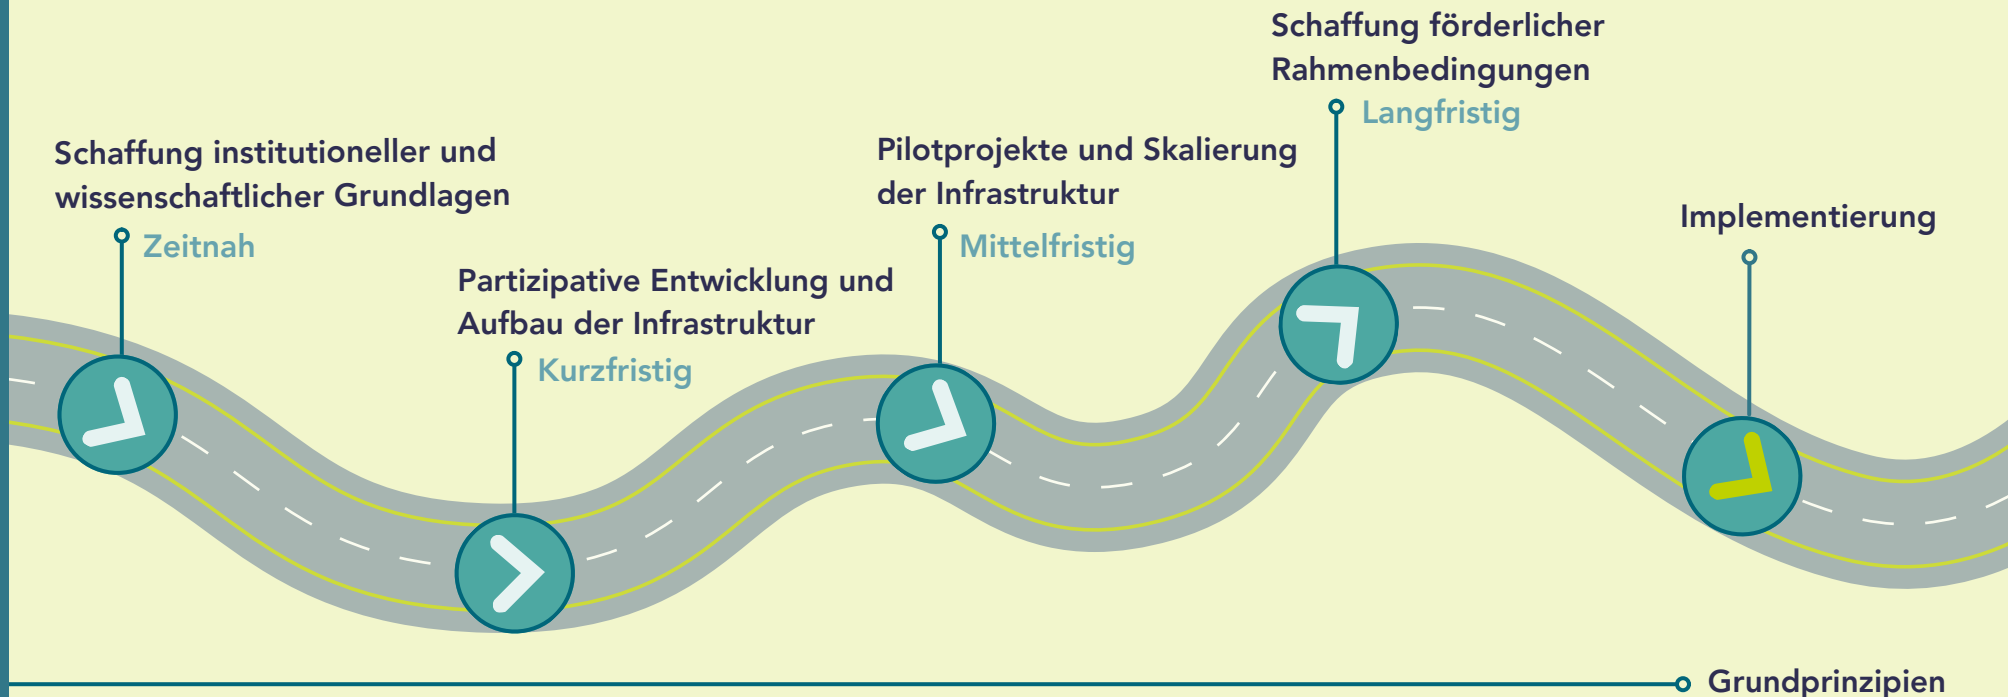 Schaffung institutioneller und
wissenschaftlicher Grundlagen
Zeitnah
Partizipative Entwicklung und
Aufbau der Infrastruktur
Kurzfristig
Pilotprojekte und Skalierung
der Infrastruktur
Mittelfristig
Schaffung förderlicher
Rahmenbedingungen
Langfristig
Implementierung
Grundprinzipien